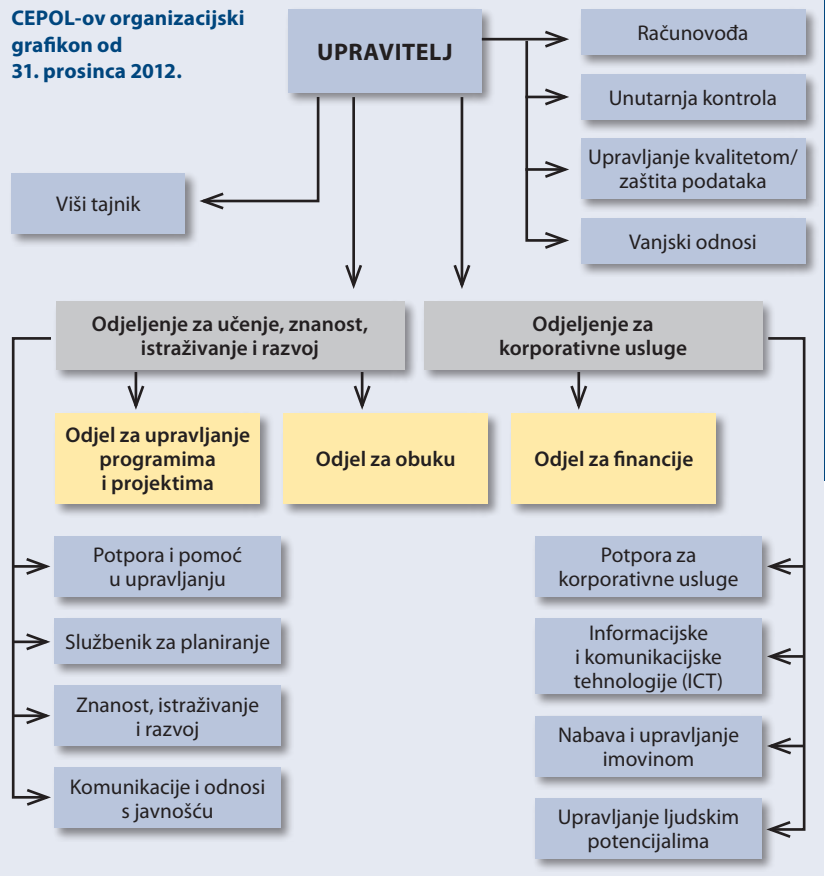 CEPOL-ov organizacijski
grafikon od
31. prosinca 2012.
UPRAVITELJ
Računovođa
Unutarnja kontrola
Upravljanje kvalitetom/
zaštita podataka
Vanjski odnosi
Viši tajnik
Odjeljenje za učenje, znanost,
istraživanje i razvoj
Odjeljenje za
korporativne usluge
Odjel za upravljanje
programima
i projektima
Odjel za obuku
Odjel za financije
Potpora i pomoć
u upravljanju
Službenik za planiranje
Znanost, istraživanje
i razvoj
Komunikacije i odnosi
s javnošću
Potpora za
korporativne usluge
Informacijske
i komunikacijske
tehnologije (ICT)
Nabava i upravljanje
imovinom
Upravljanje ljudskim
potencijalima